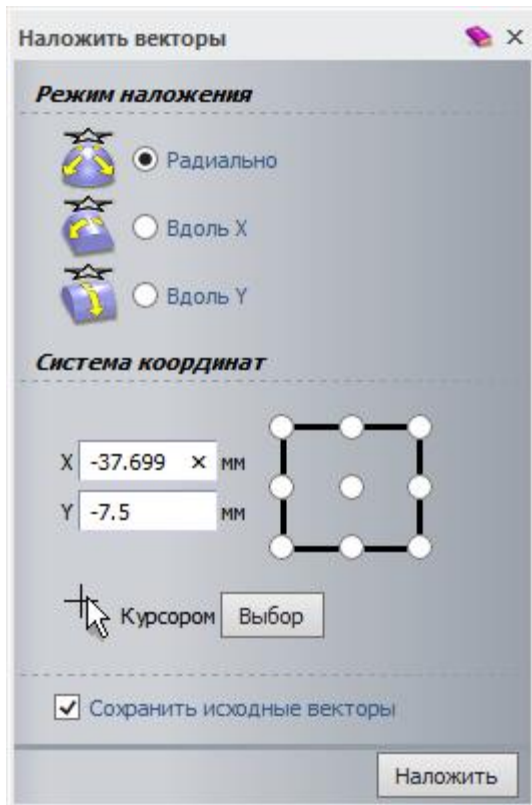 Наложить векторы
Режим наложения
Радиально
Вдоль X
Вдоль Y
Система координат
X -37.699 мм
Y -7.5 мм
Курсором Выбор
Сохранить исходные векторы
Наложить